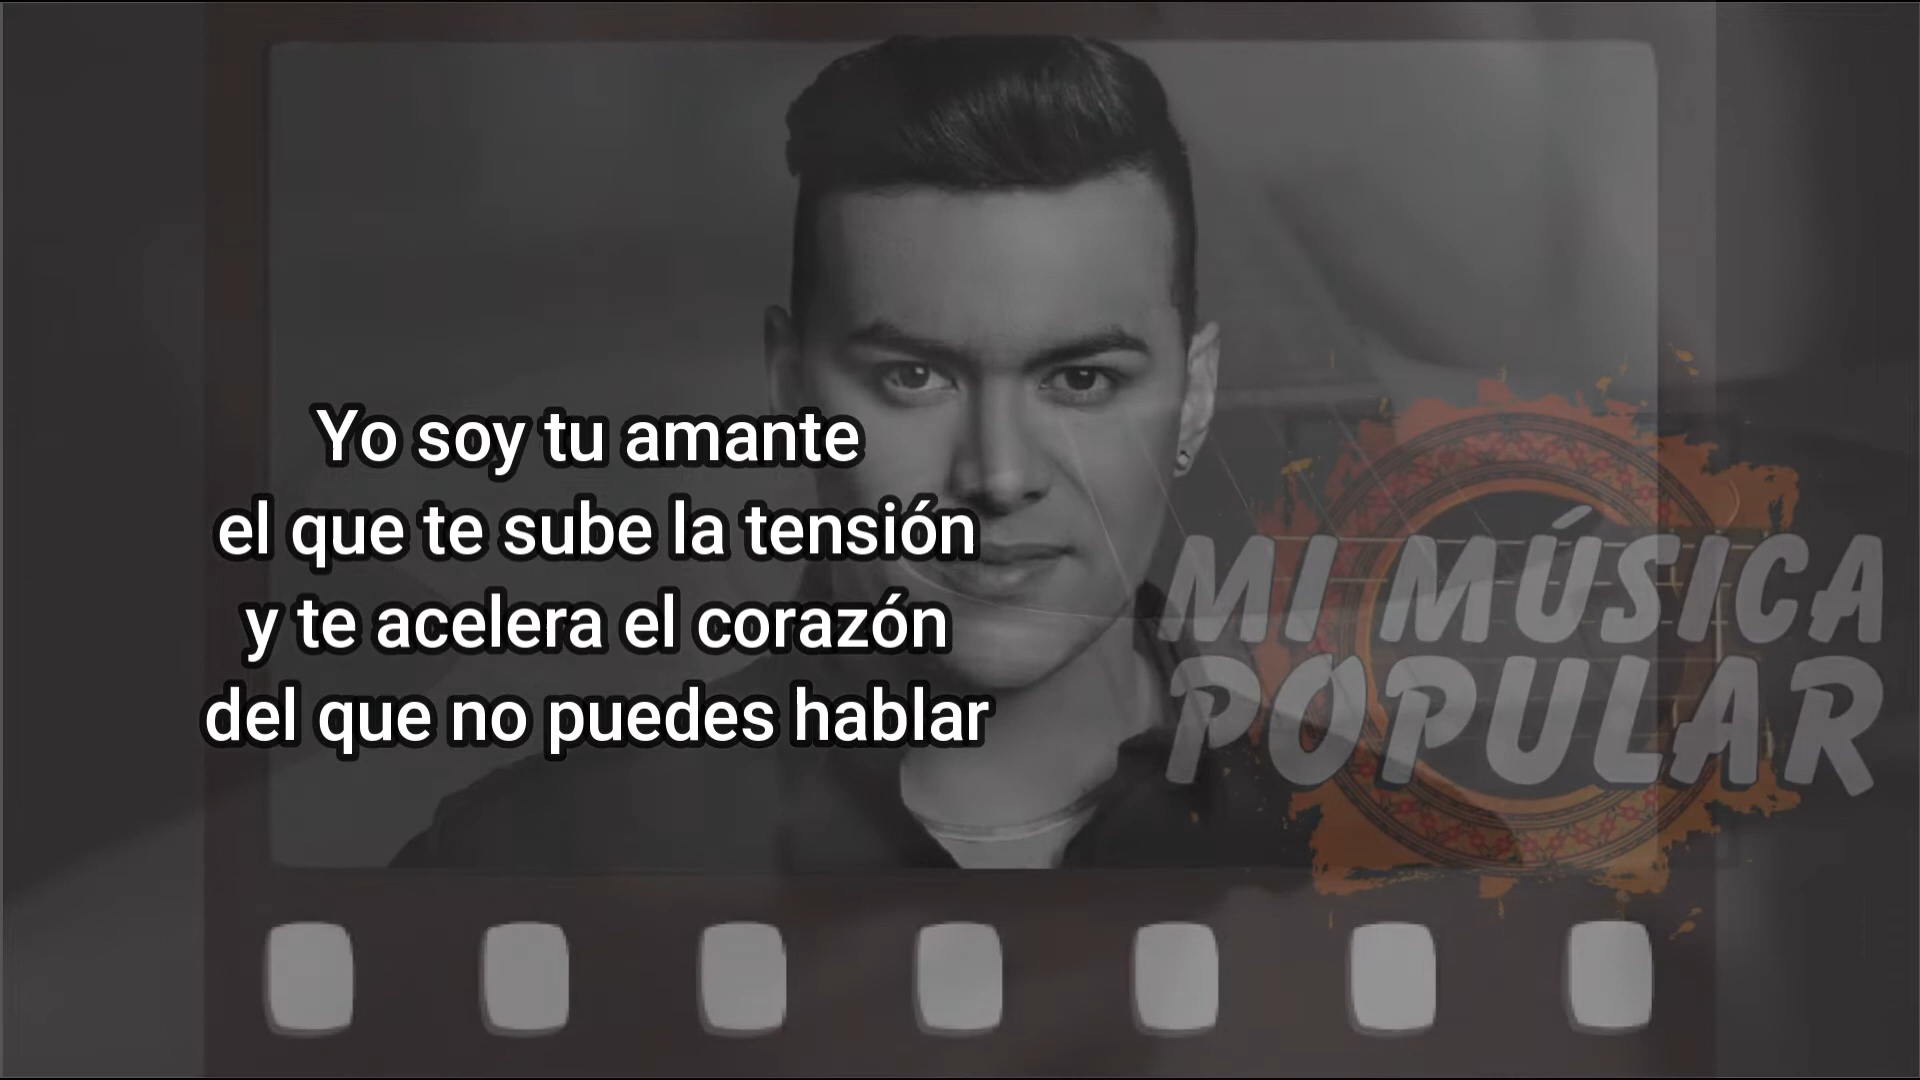 Yo soy tu amante
el que te sube la tensión
y te acelera el corazón
del que no puedes hablar
MI MÚSICA
POPULAR